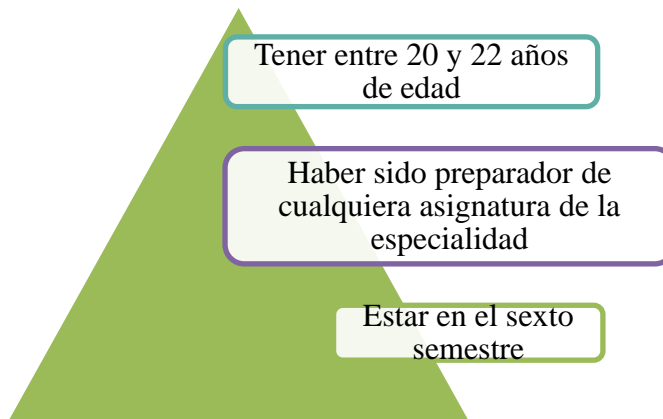 Tener entre 20 y 22 años
de edad
Haber sido preparador de
cualquiera asignatura de la
especialidad
Estar en el sexto
semestre